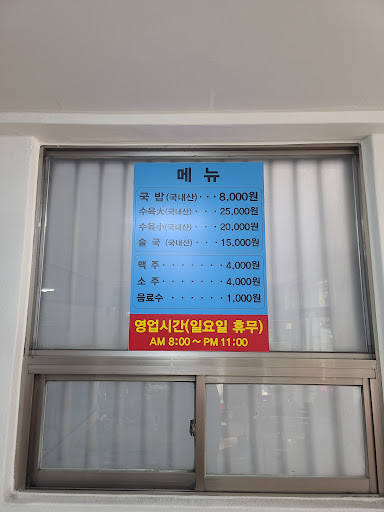 메 뉴
국 밥(국내산)···8,000원
수육大(국내산)····25,000원
수육小(국내산)····20,000원
술 국(국내산)···15,000원
맥 주·······4,000원
소 주·······4,000원
음료수·······1,000원
영업시간(일요일 휴무)
AM 8:00～PM 11:00